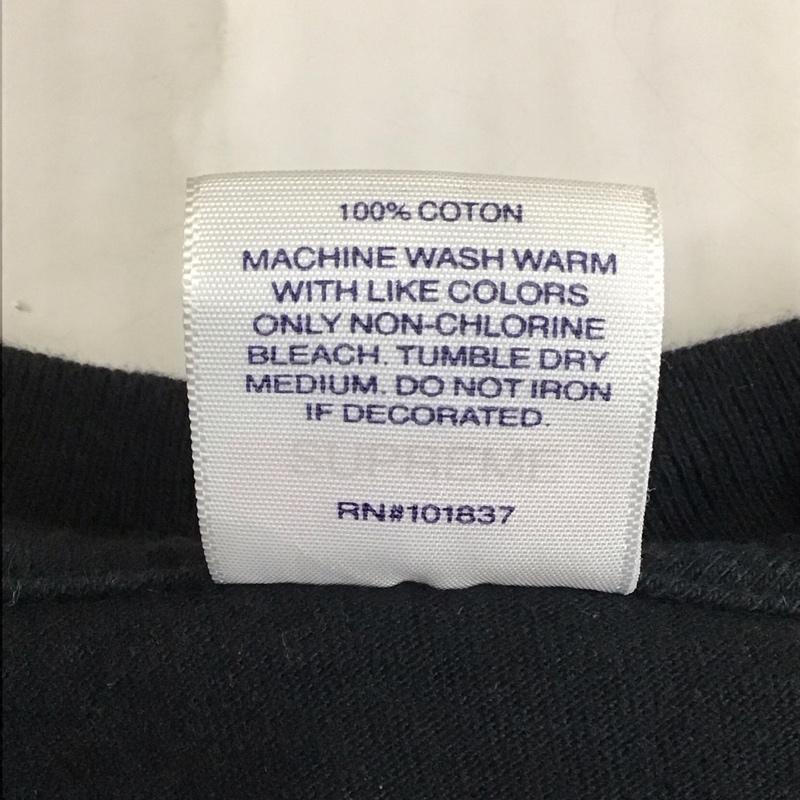 100% COTON
MACHINE WASH WARM
WITH LIKE COLORS
ONLY NON-CHLORINE
BLEACH. TUMBLE DRY
MEDIUM. DO NOT IRON
IF DECORATED.
SUPREME
RN#101837